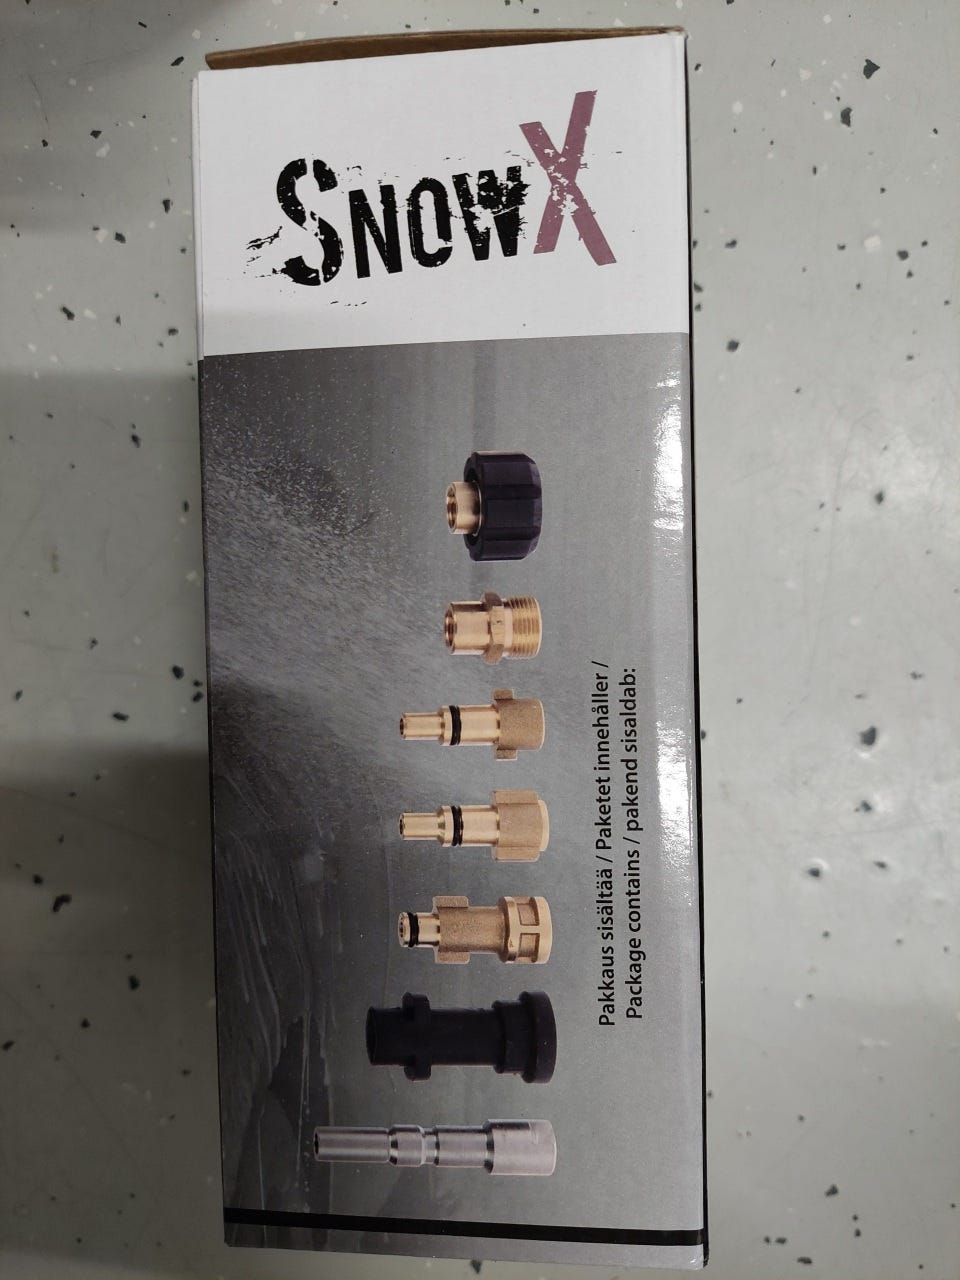 SNOWX
Pakkaus sisältää / Paketet innehåller /
Package contains / pakend sisaldab: